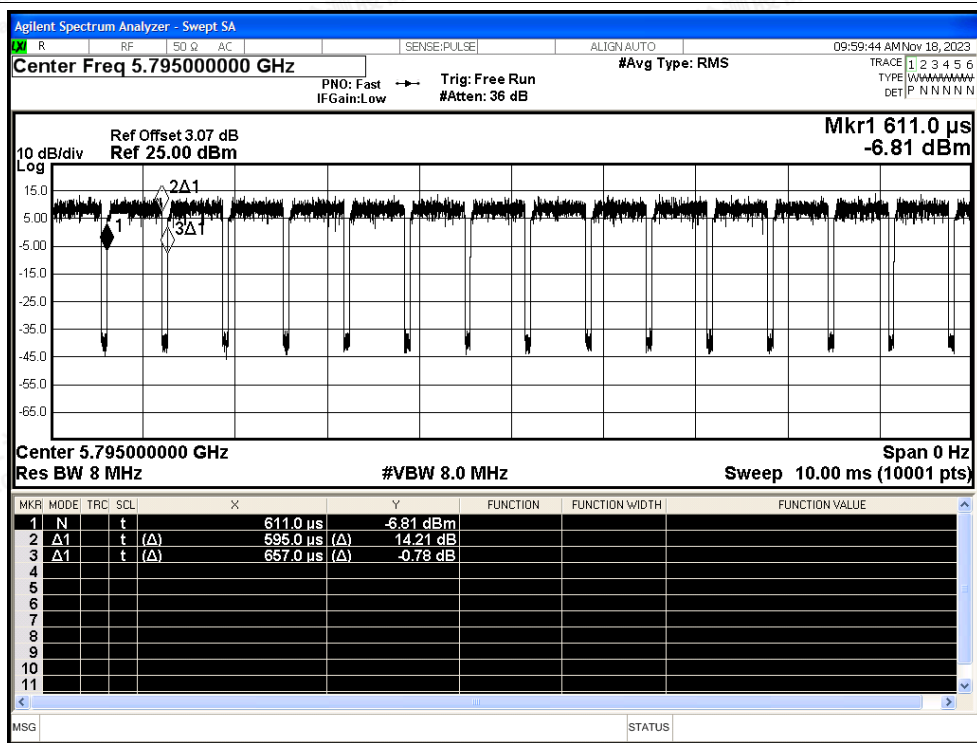 Agilent Spectrum Analyzer - Swept SA
LXI R RF 50 Ω AC SENSE:PULSE ALIGN AUTO 09:59:44 AM Nov 18, 2023
Center Freq 5.795000000 GHz
PNO: Fast
IFGain:Low
Trig: Free Run
#Atten: 36 dB
#Avg Type: RMS
TRACE 1 2 3 4 5 6
TYPE WWWWWW
DET P N N N N N
Mkr1 611.0 µs
-6.81 dBm
Ref Offset 3.07 dB
10 dB/div Ref 25.00 dBm
Log
15.0
5.00
-5.00
-15.0
-25.0
-35.0
-45.0
-55.0
-65.0
2Δ1
1
3Δ1
Center 5.795000000 GHz Span 0 Hz
Res BW 8 MHz #VBW 8.0 MHz Sweep 10.00 ms (10001 pts)
MKR MODE TRC SCL X Y FUNCTION FUNCTION WIDTH FUNCTION VALUE
1 N t 611.0 µs -6.81 dBm
2 Δ1 t (Δ) 595.0 µs (Δ) 14.21 dB
3 Δ1 t (Δ) 657.0 µs (Δ) -0.78 dB
4
5
6
7
8
9
10
11
MSG STATUS